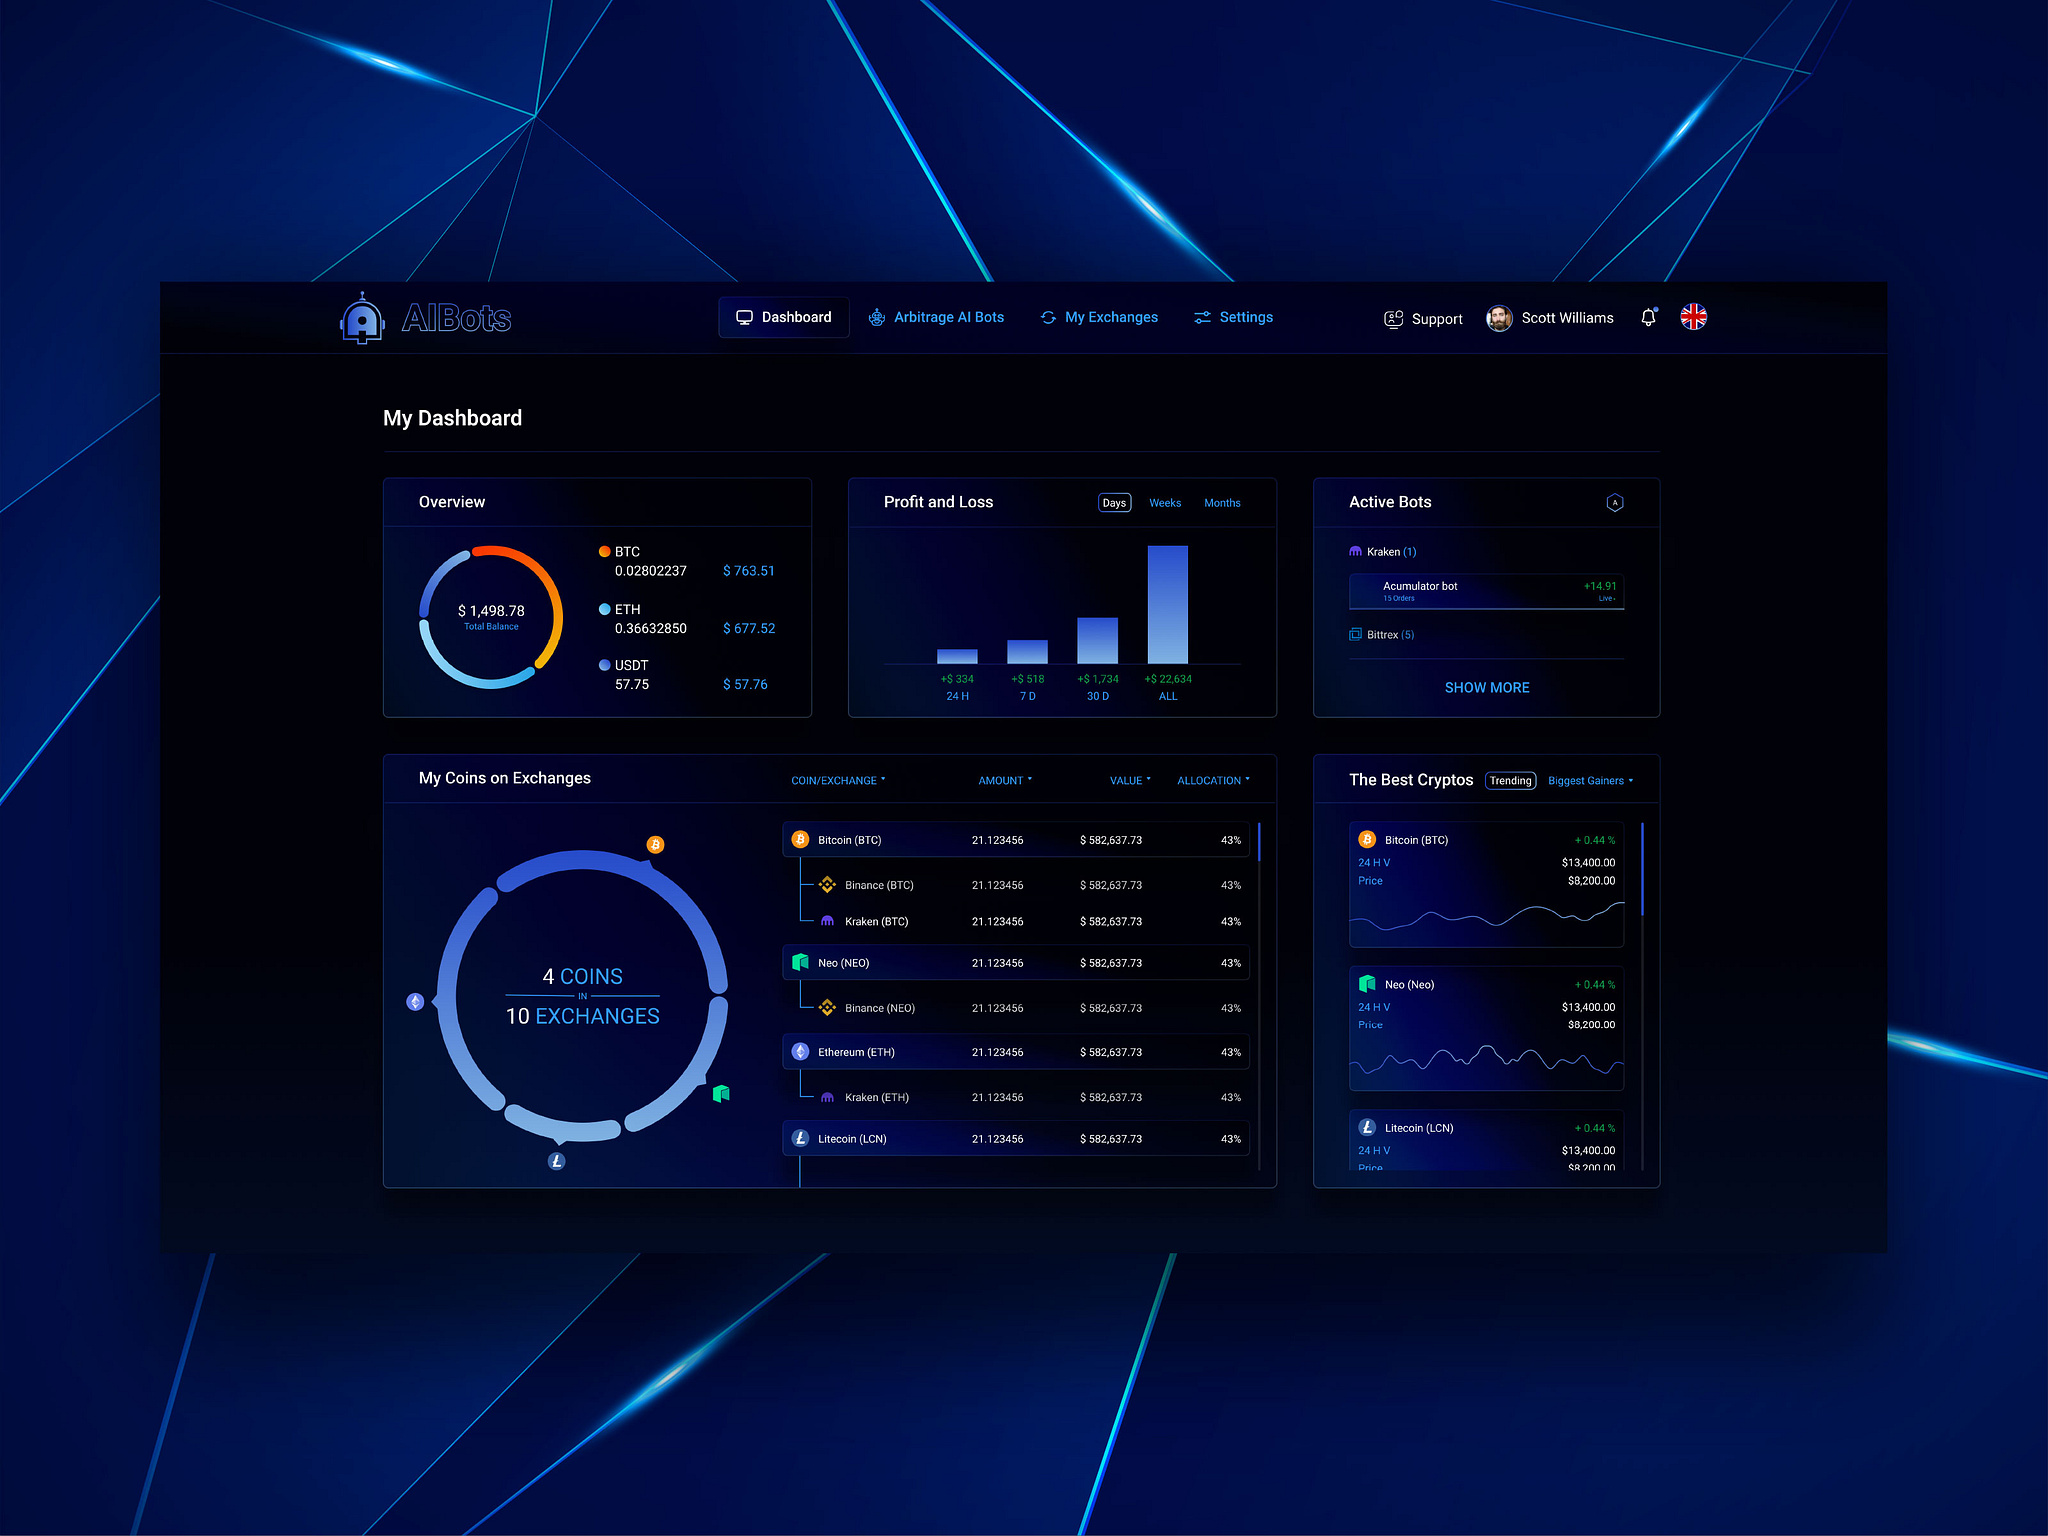 AIBots
Dashboard
Arbitrage AI Bots
My Exchanges
Settings
Support
Scott Williams
My Dashboard
Overview
$ 1,498.78
Total Balance
BTC
0.02802237 $ 763.51
ETH
0.36632850 $ 677.52
USDT
57.75 $ 57.76
Profit and Loss
Days Weeks Months
+$ 334 +$ 518 +$ 1,734 +$ 22,634
24 H 7 D 30 D ALL
Active Bots
A
Kraken (1)
Acumulator bot +14.91
15 Orders Live
Bittrex (5)
SHOW MORE
My Coins on Exchanges
4 COINS
IN
10 EXCHANGES
COIN/EXCHANGE AMOUNT VALUE ALLOCATION
Bitcoin (BTC) 21.123456 $ 582,637.73 43%
Binance (BTC) 21.123456 $ 582,637.73 43%
Kraken (BTC) 21.123456 $ 582,637.73 43%
Neo (NEO) 21.123456 $ 582,637.73 43%
Binance (NEO) 21.123456 $ 582,637.73 43%
Ethereum (ETH) 21.123456 $ 582,637.73 43%
Kraken (ETH) 21.123456 $ 582,637.73 43%
Litecoin (LCN) 21.123456 $ 582,637.73 43%
The Best Cryptos
Trending Biggest Gainers
Bitcoin (BTC) + 0.44 %
24 H V $13,400.00
Price $8,200.00
Neo (Neo) + 0.44 %
24 H V $13,400.00
Price $8,200.00
Litecoin (LCN) + 0.44 %
24 H V $13,400.00
Price $8,200.00